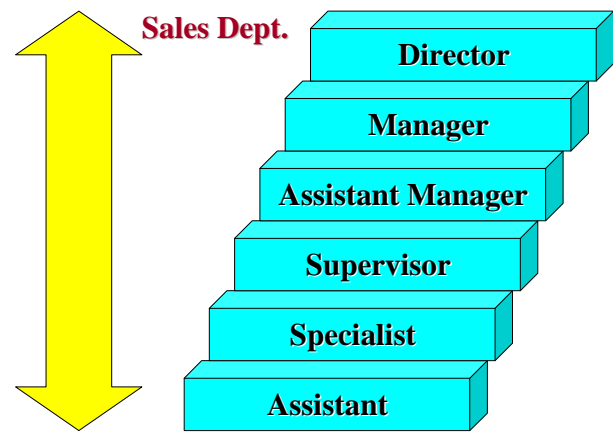 Sales Dept.
Director
Manager
Assistant Manager
Supervisor
Specialist
Assistant